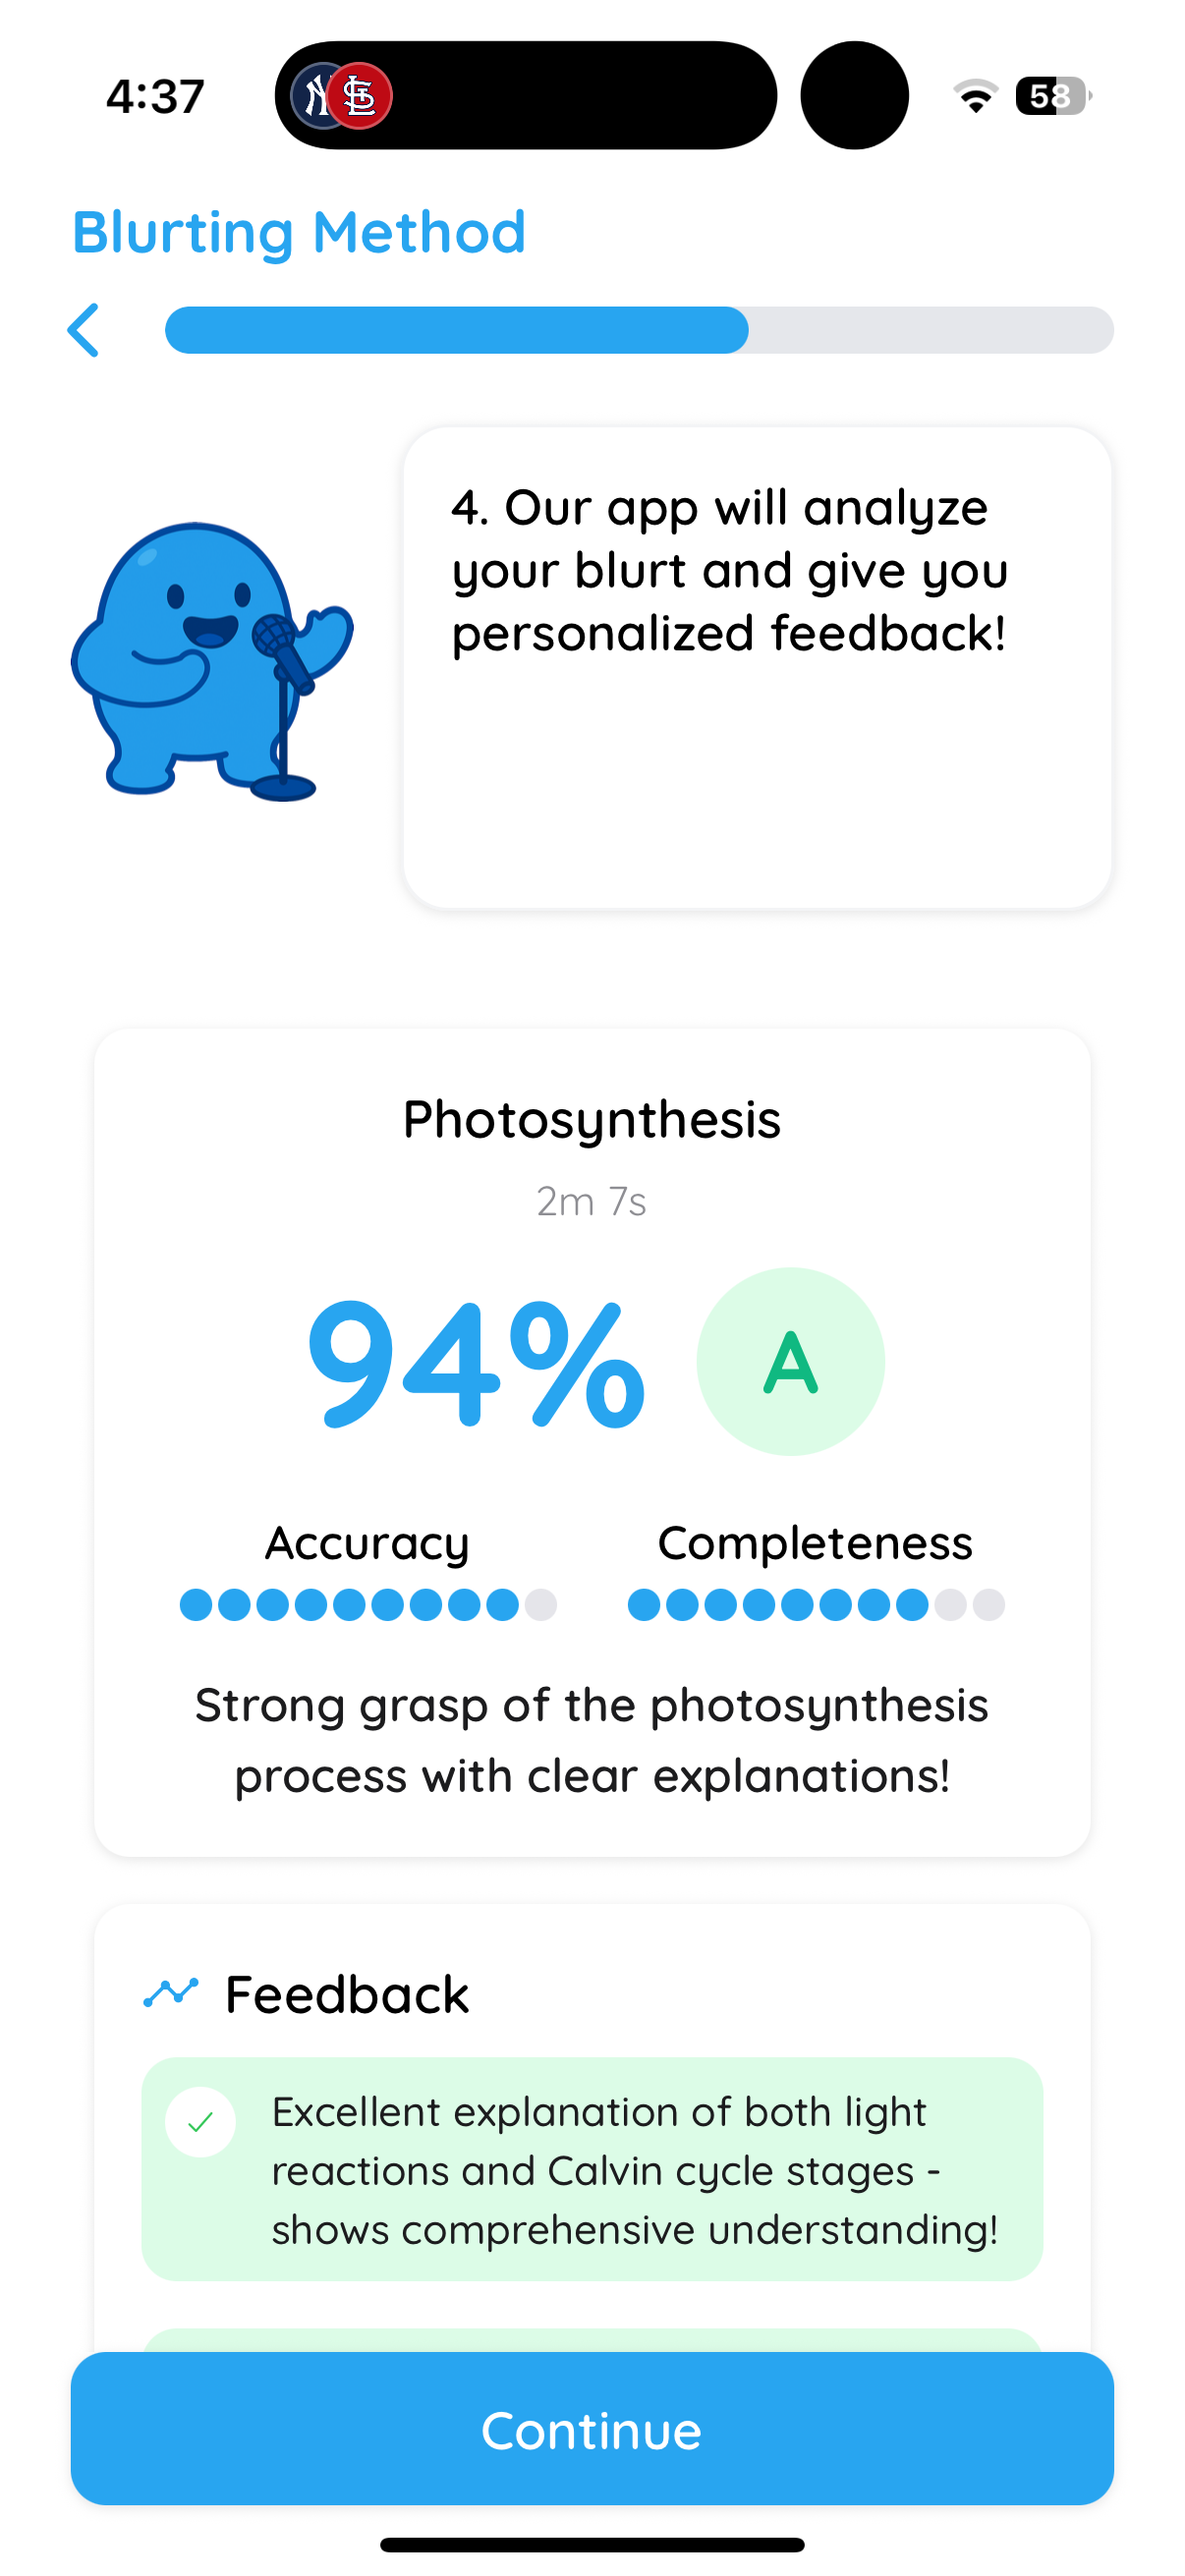 4:37
58
Blurting Method
4. Our app will analyze
your blurt and give you
personalized feedback!
Photosynthesis
2m 7s
94%
A
Accuracy
Completeness
Strong grasp of the photosynthesis
process with clear explanations!
Feedback
Excellent explanation of both light
reactions and Calvin cycle stages -
shows comprehensive understanding!
Continue